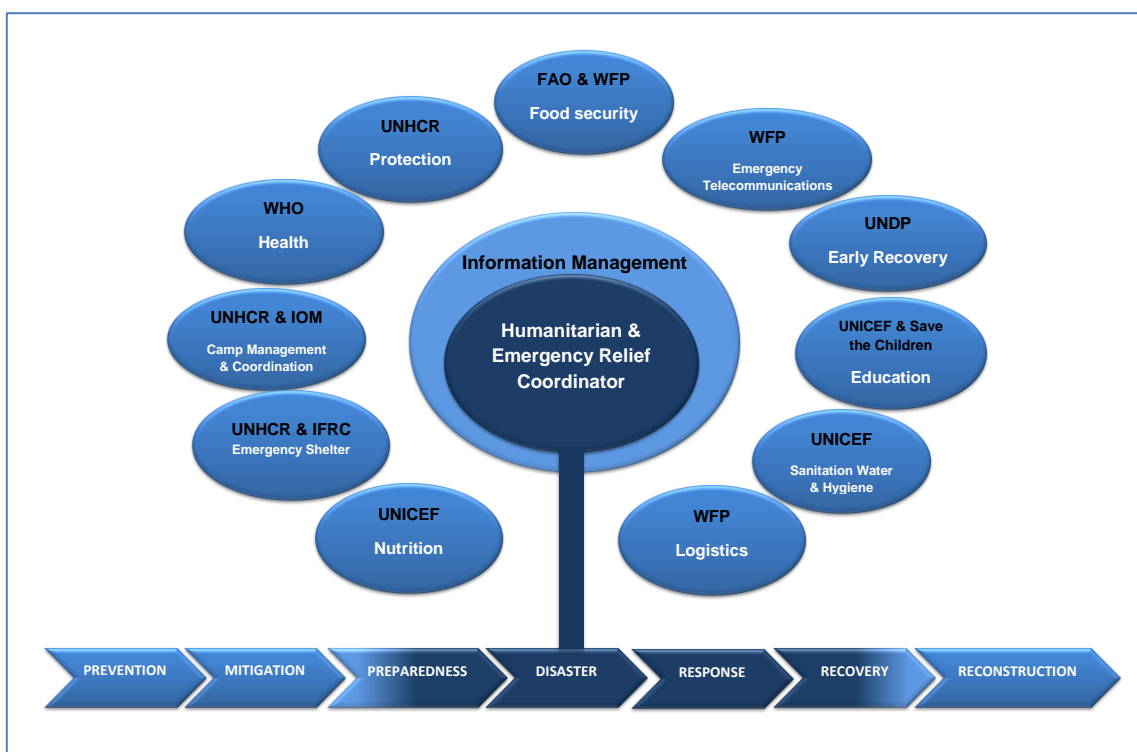 FAO & WFP
Food security
UNHCR
Protection
WFP
Emergency
Telecommunications
WHO
Health
UNDP
Early Recovery
Information Management
Humanitarian &
Emergency Relief
Coordinator
UNHCR & IOM
Camp Management
& Coordination
UNICEF & Save
the Children
Education
UNHCR & IFRC
Emergency Shelter
UNICEF
Sanitation Water
& Hygiene
UNICEF
Nutrition
WFP
Logistics
PREVENTION
MITIGATION
PREPAREDNESS
DISASTER
RESPONSE
RECOVERY
RECONSTRUCTION